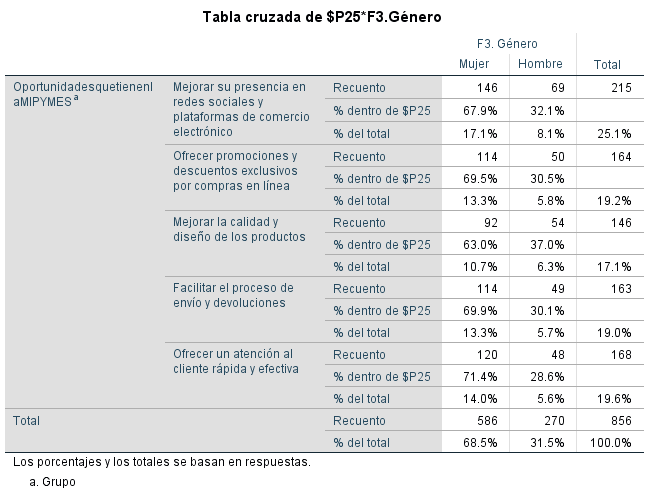 Tabla cruzada de $P25*F3.Género
F3. Género
Mujer Hombre Total
Oportunidadesquetienenl Mejorar su presencia en Recuento 146 69 215
aMIPYMES a redes sociales y
plataformas de comercio % dentro de $P25 67.9% 32.1%
electrónico % del total 17.1% 8.1% 25.1%
Ofrecer promociones y Recuento 114 50 164
descuentos exclusivos % dentro de $P25 69.5% 30.5%
por compras en línea % del total 13.3% 5.8% 19.2%
Mejorar la calidad y Recuento 92 54 146
diseño de los productos % dentro de $P25 63.0% 37.0%
% del total 10.7% 6.3% 17.1%
Facilitar el proceso de Recuento 114 49 163
envío y devoluciones % dentro de $P25 69.9% 30.1%
% del total 13.3% 5.7% 19.0%
Ofrecer un atención al Recuento 120 48 168
cliente rápida y efectiva % dentro de $P25 71.4% 28.6%
% del total 14.0% 5.6% 19.6%
Total Recuento 586 270 856
% del total 68.5% 31.5% 100.0%
Los porcentajes y los totales se basan en respuestas.
a. Grupo